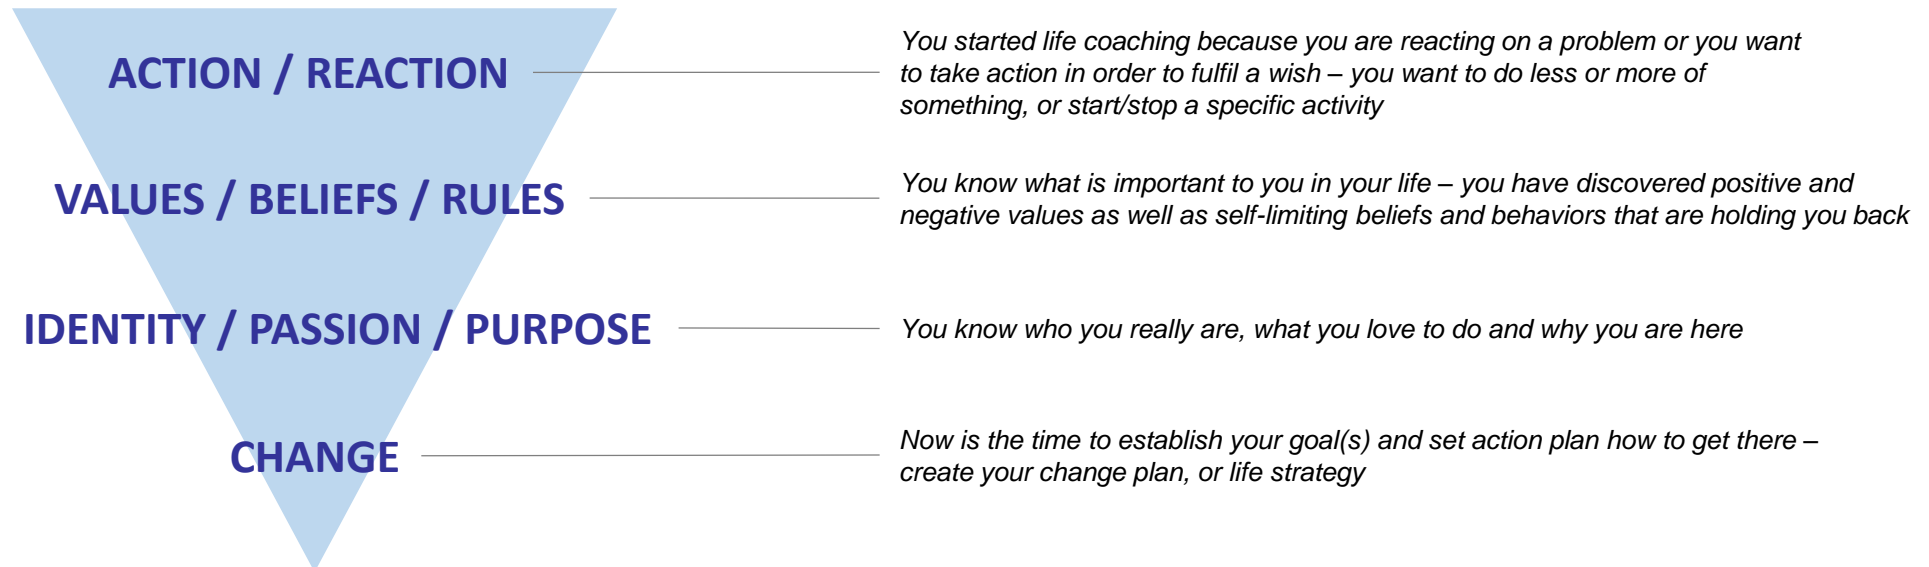 ACTION / REACTION
You started life coaching because you are reacting on a problem or you want
to take action in order to fulfil a wish – you want to do less or more of
something, or start/stop a specific activity
VALUES / BELIEFS / RULES
You know what is important to you in your life – you have discovered positive and
negative values as well as self-limiting beliefs and behaviors that are holding you back
IDENTITY / PASSION / PURPOSE
You know who you really are, what you love to do and why you are here
CHANGE
Now is the time to establish your goal(s) and set action plan how to get there –
create your change plan, or life strategy